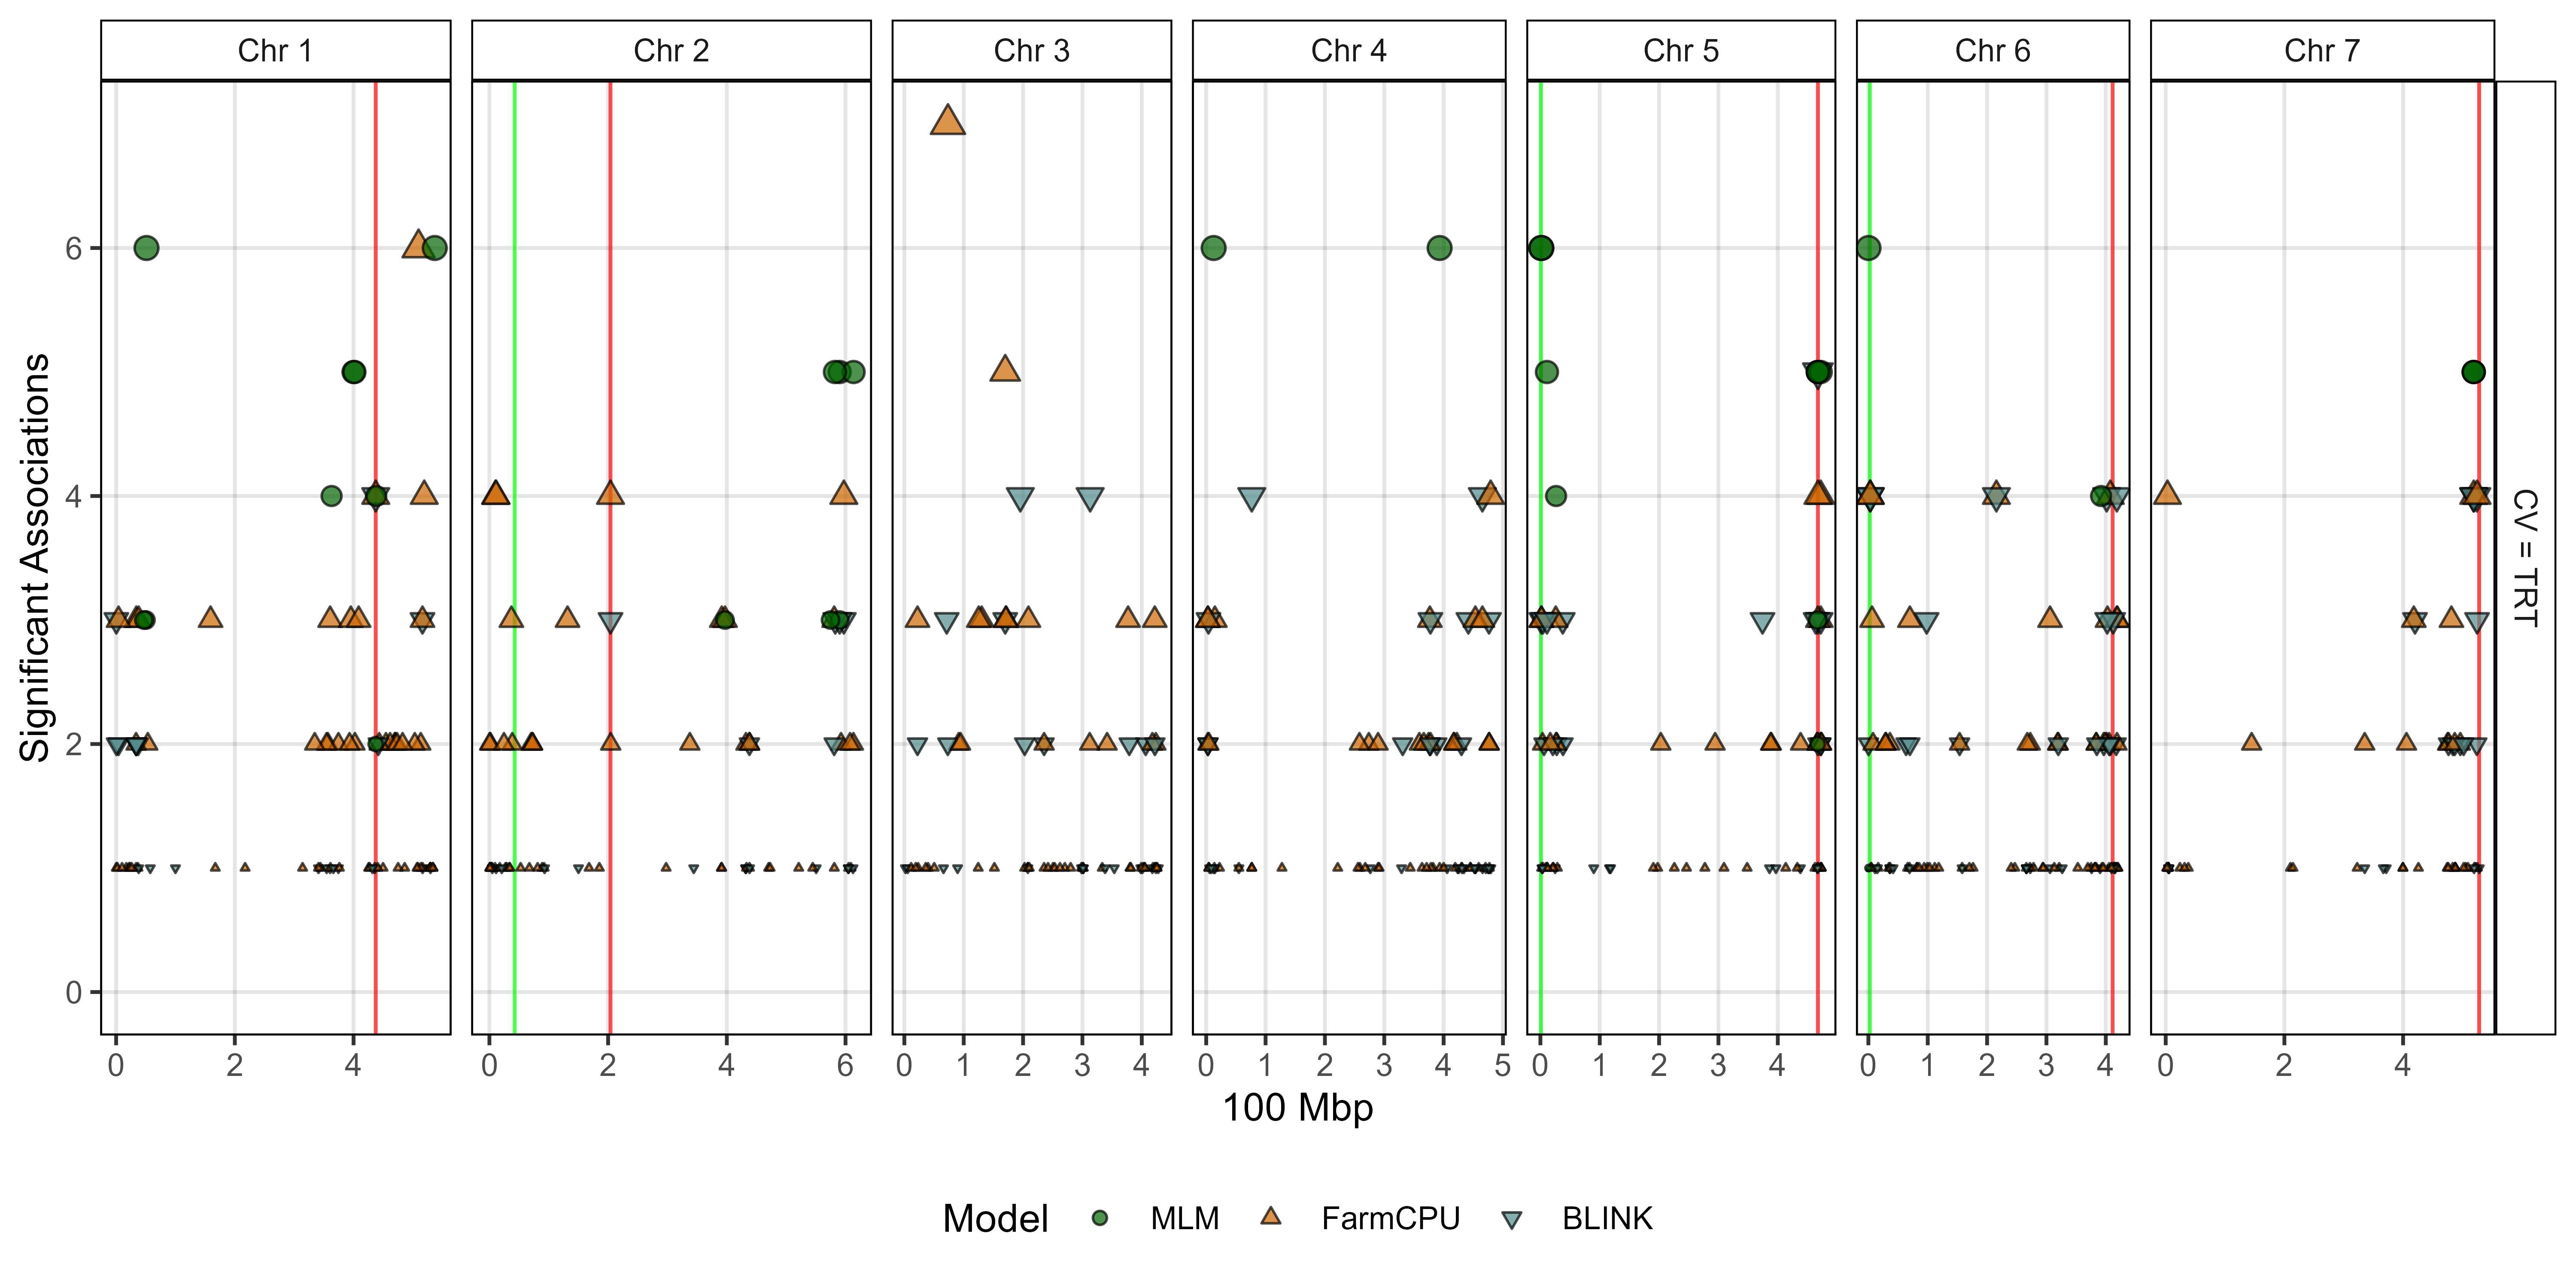 Chr 1 Chr 2 Chr 3 Chr 4 Chr 5 Chr 6 Chr 7
6
4
2
0
Significant Associations
CV = TRT
0 2 4 0 2 4 6 0 1 2 3 4 0 1 2 3 4 5 0 1 2 3 4 0 1 2 3 4 0 2 4
100 Mbp
Model MLM FarmCPU BLINK